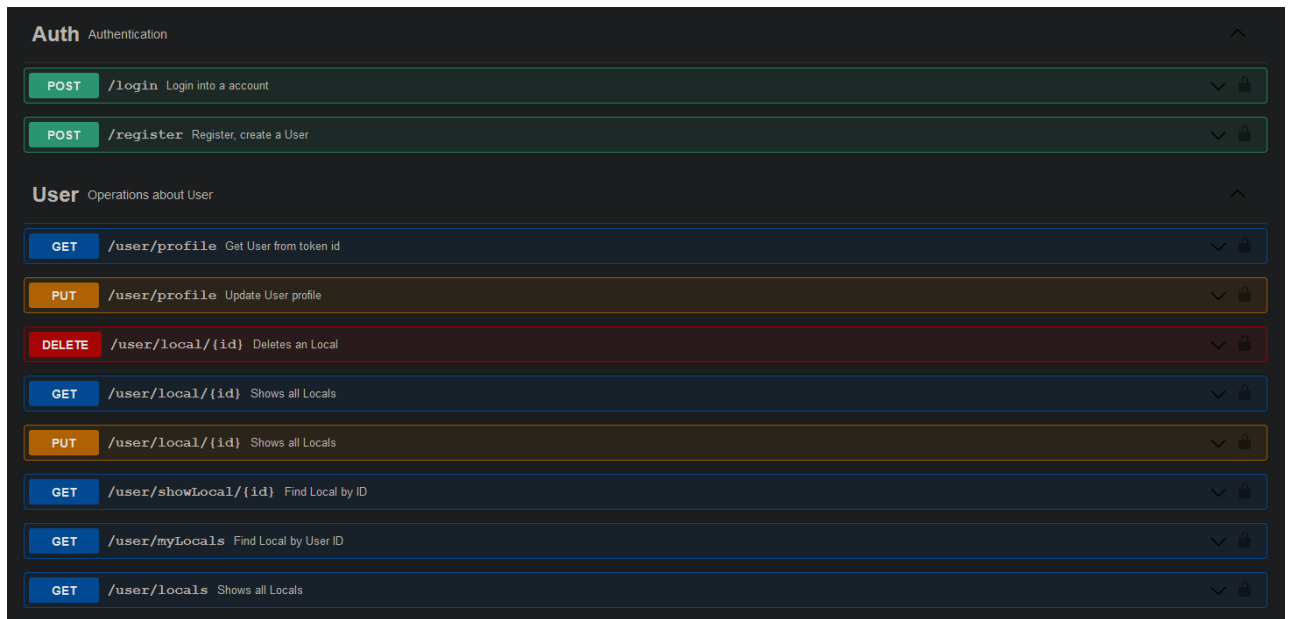 Auth Authentication
POST /login Login into a account
POST /register Register, create a User
User Operations about User
GET /user/profile Get User from token id
PUT /user/profile Update User profile
DELETE /user/local/{id} Deletes an Local
GET /user/local/{id} Shows all Locals
PUT /user/local/{id} Shows all Locals
GET /user/showLocal/{id} Find Local by ID
GET /user/myLocals Find Local by User ID
GET /user/locals Shows all Locals